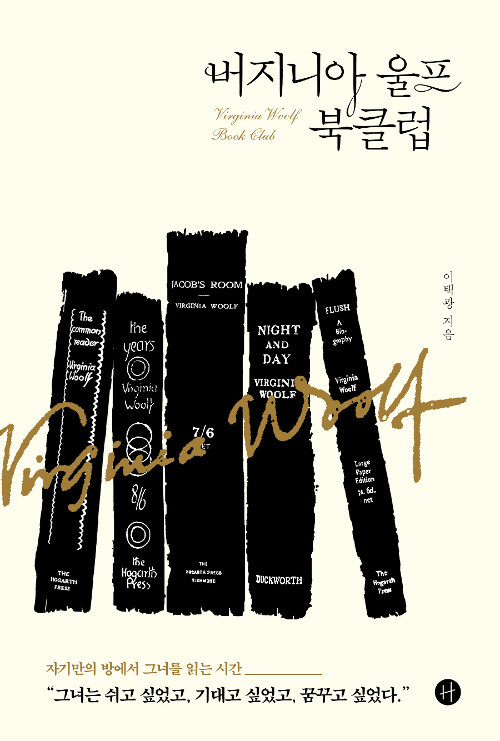 버지니아 울프
북클럽
Virginia Woolf
Book Club
이택광 지음
The
common
reader
Virginia
Woolf
THE
HOGARTH
PRESS
the
years
Virginia
Woolf
8/6
the
Hogarth
Press
JACOB'S ROOM
VIRGINIA WOOLF
7/6
NET
THE
HOGARTH PRESS
RICHMOND
NIGHT
AND
DAY
VIRGINIA
WOOLF
DUCKWORTH
FLUSH
A
Bio-
graphy
Virginia
Woolf
Large
Paper
Edition
7s. 6d.
net
The
Hogarth
Press
Virginia Woolf
자기만의 방에서 그녀를 읽는 시간
“그녀는 쉬고 싶었고, 기대고 싶었고, 꿈꾸고 싶었다.”
H